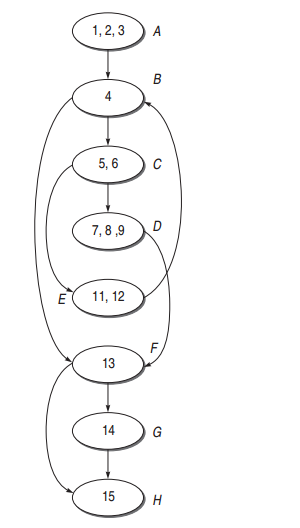 1, 2, 3 A
B
4
5, 6 C
7, 8 ,9 D
E 11, 12
F
13
14 G
15 H